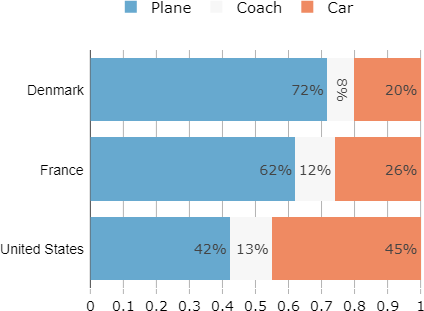 Plane Coach Car
Denmark 72% 8% 20%
France 62% 12% 26%
United States 42% 13% 45%
0 0.1 0.2 0.3 0.4 0.5 0.6 0.7 0.8 0.9 1